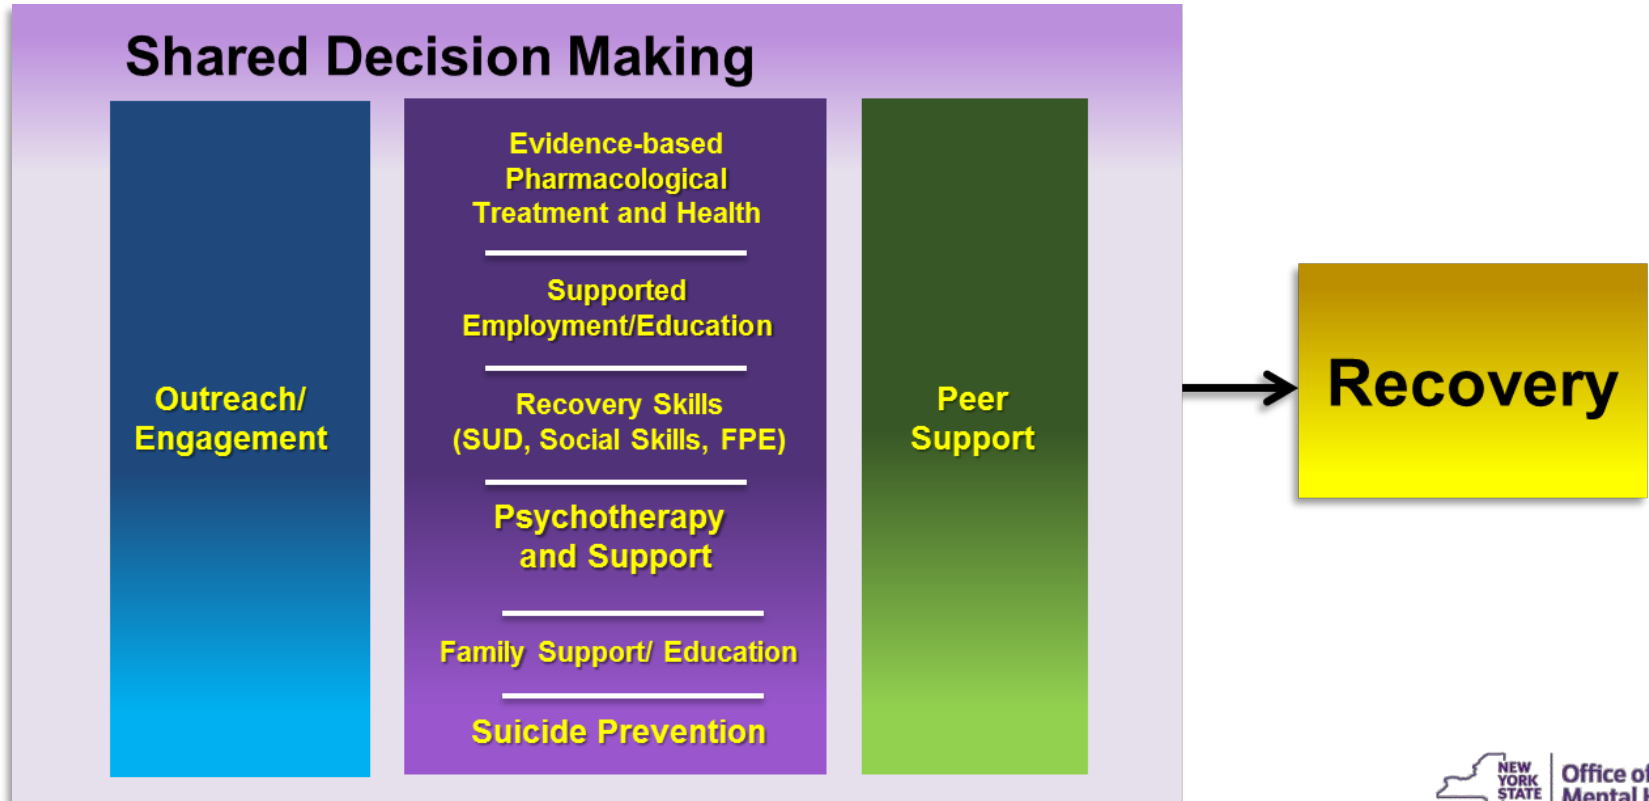 Shared Decision Making
Outreach/
Engagement
Evidence-based
Pharmacological
Treatment and Health
Supported
Employment/Education
Recovery Skills
(SUD, Social Skills, FPE)
Psychotherapy
and Support
Family Support/ Education
Suicide Prevention
Peer
Support
Recovery
NEW
YORK
STATE
Office of
Mental